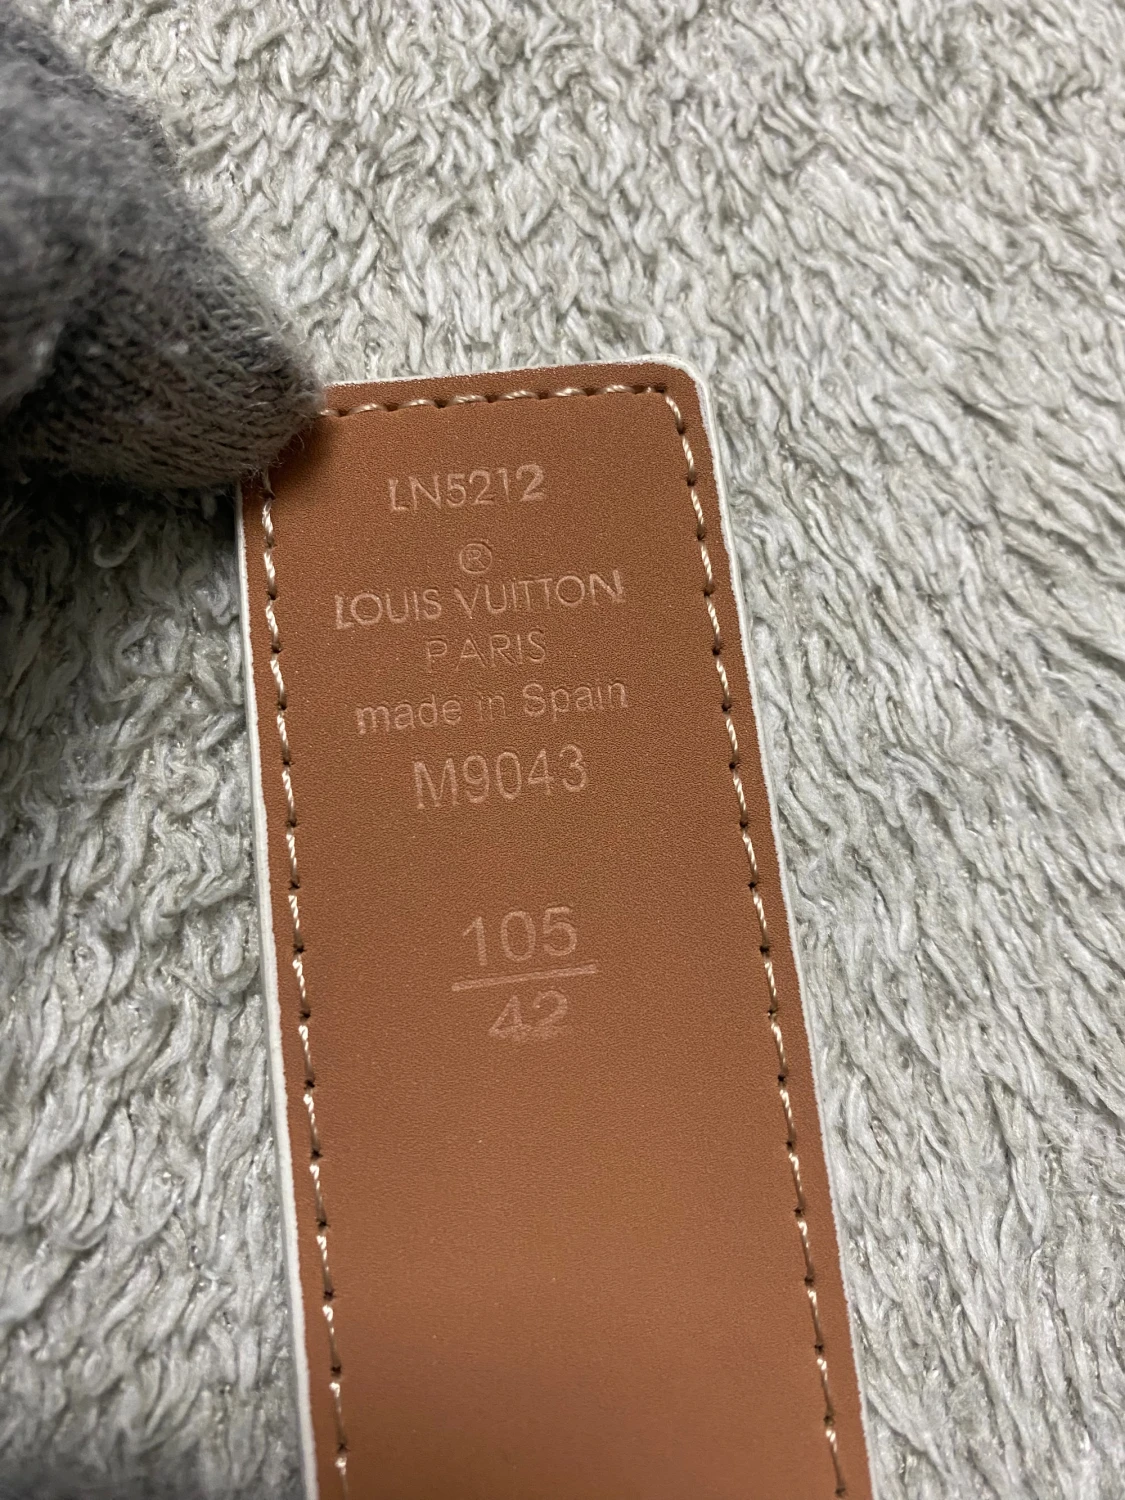 LN5212
®
LOUIS VUITTON
PARIS
made in Spain
M9043
105
42